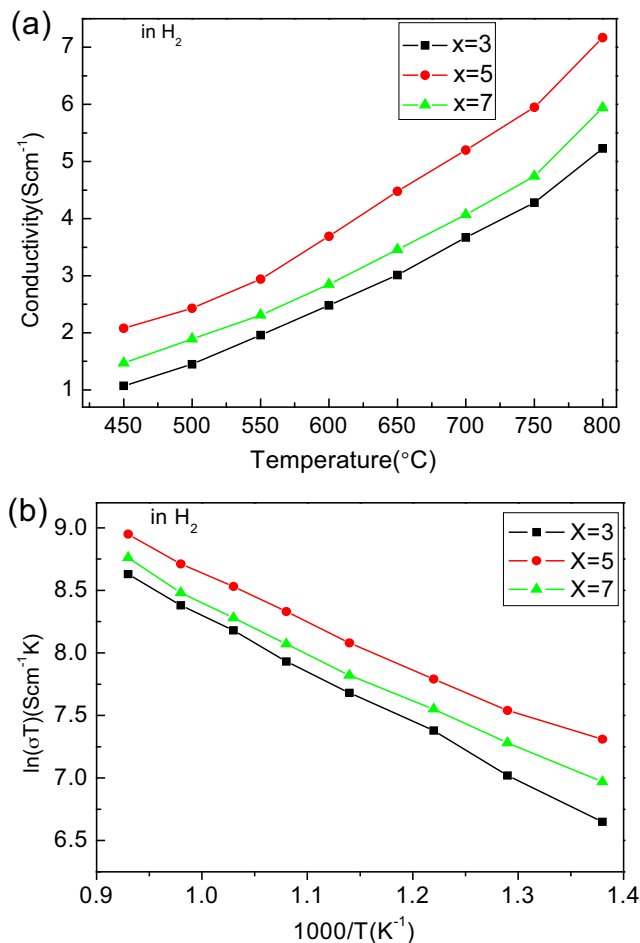 (a)
in H₂
x=3
x=5
x=7
7
6
5
4
3
2
1
Conductivity(Scm⁻¹)
450 500 550 600 650 700 750 800
Temperature(°C)
(b)
in H₂
X=3
X=5
X=7
9.0
8.5
8.0
7.5
7.0
6.5
ln(σT)(Scm⁻¹K)
0.9 1.0 1.1 1.2 1.3 1.4
1000/T(K⁻¹)